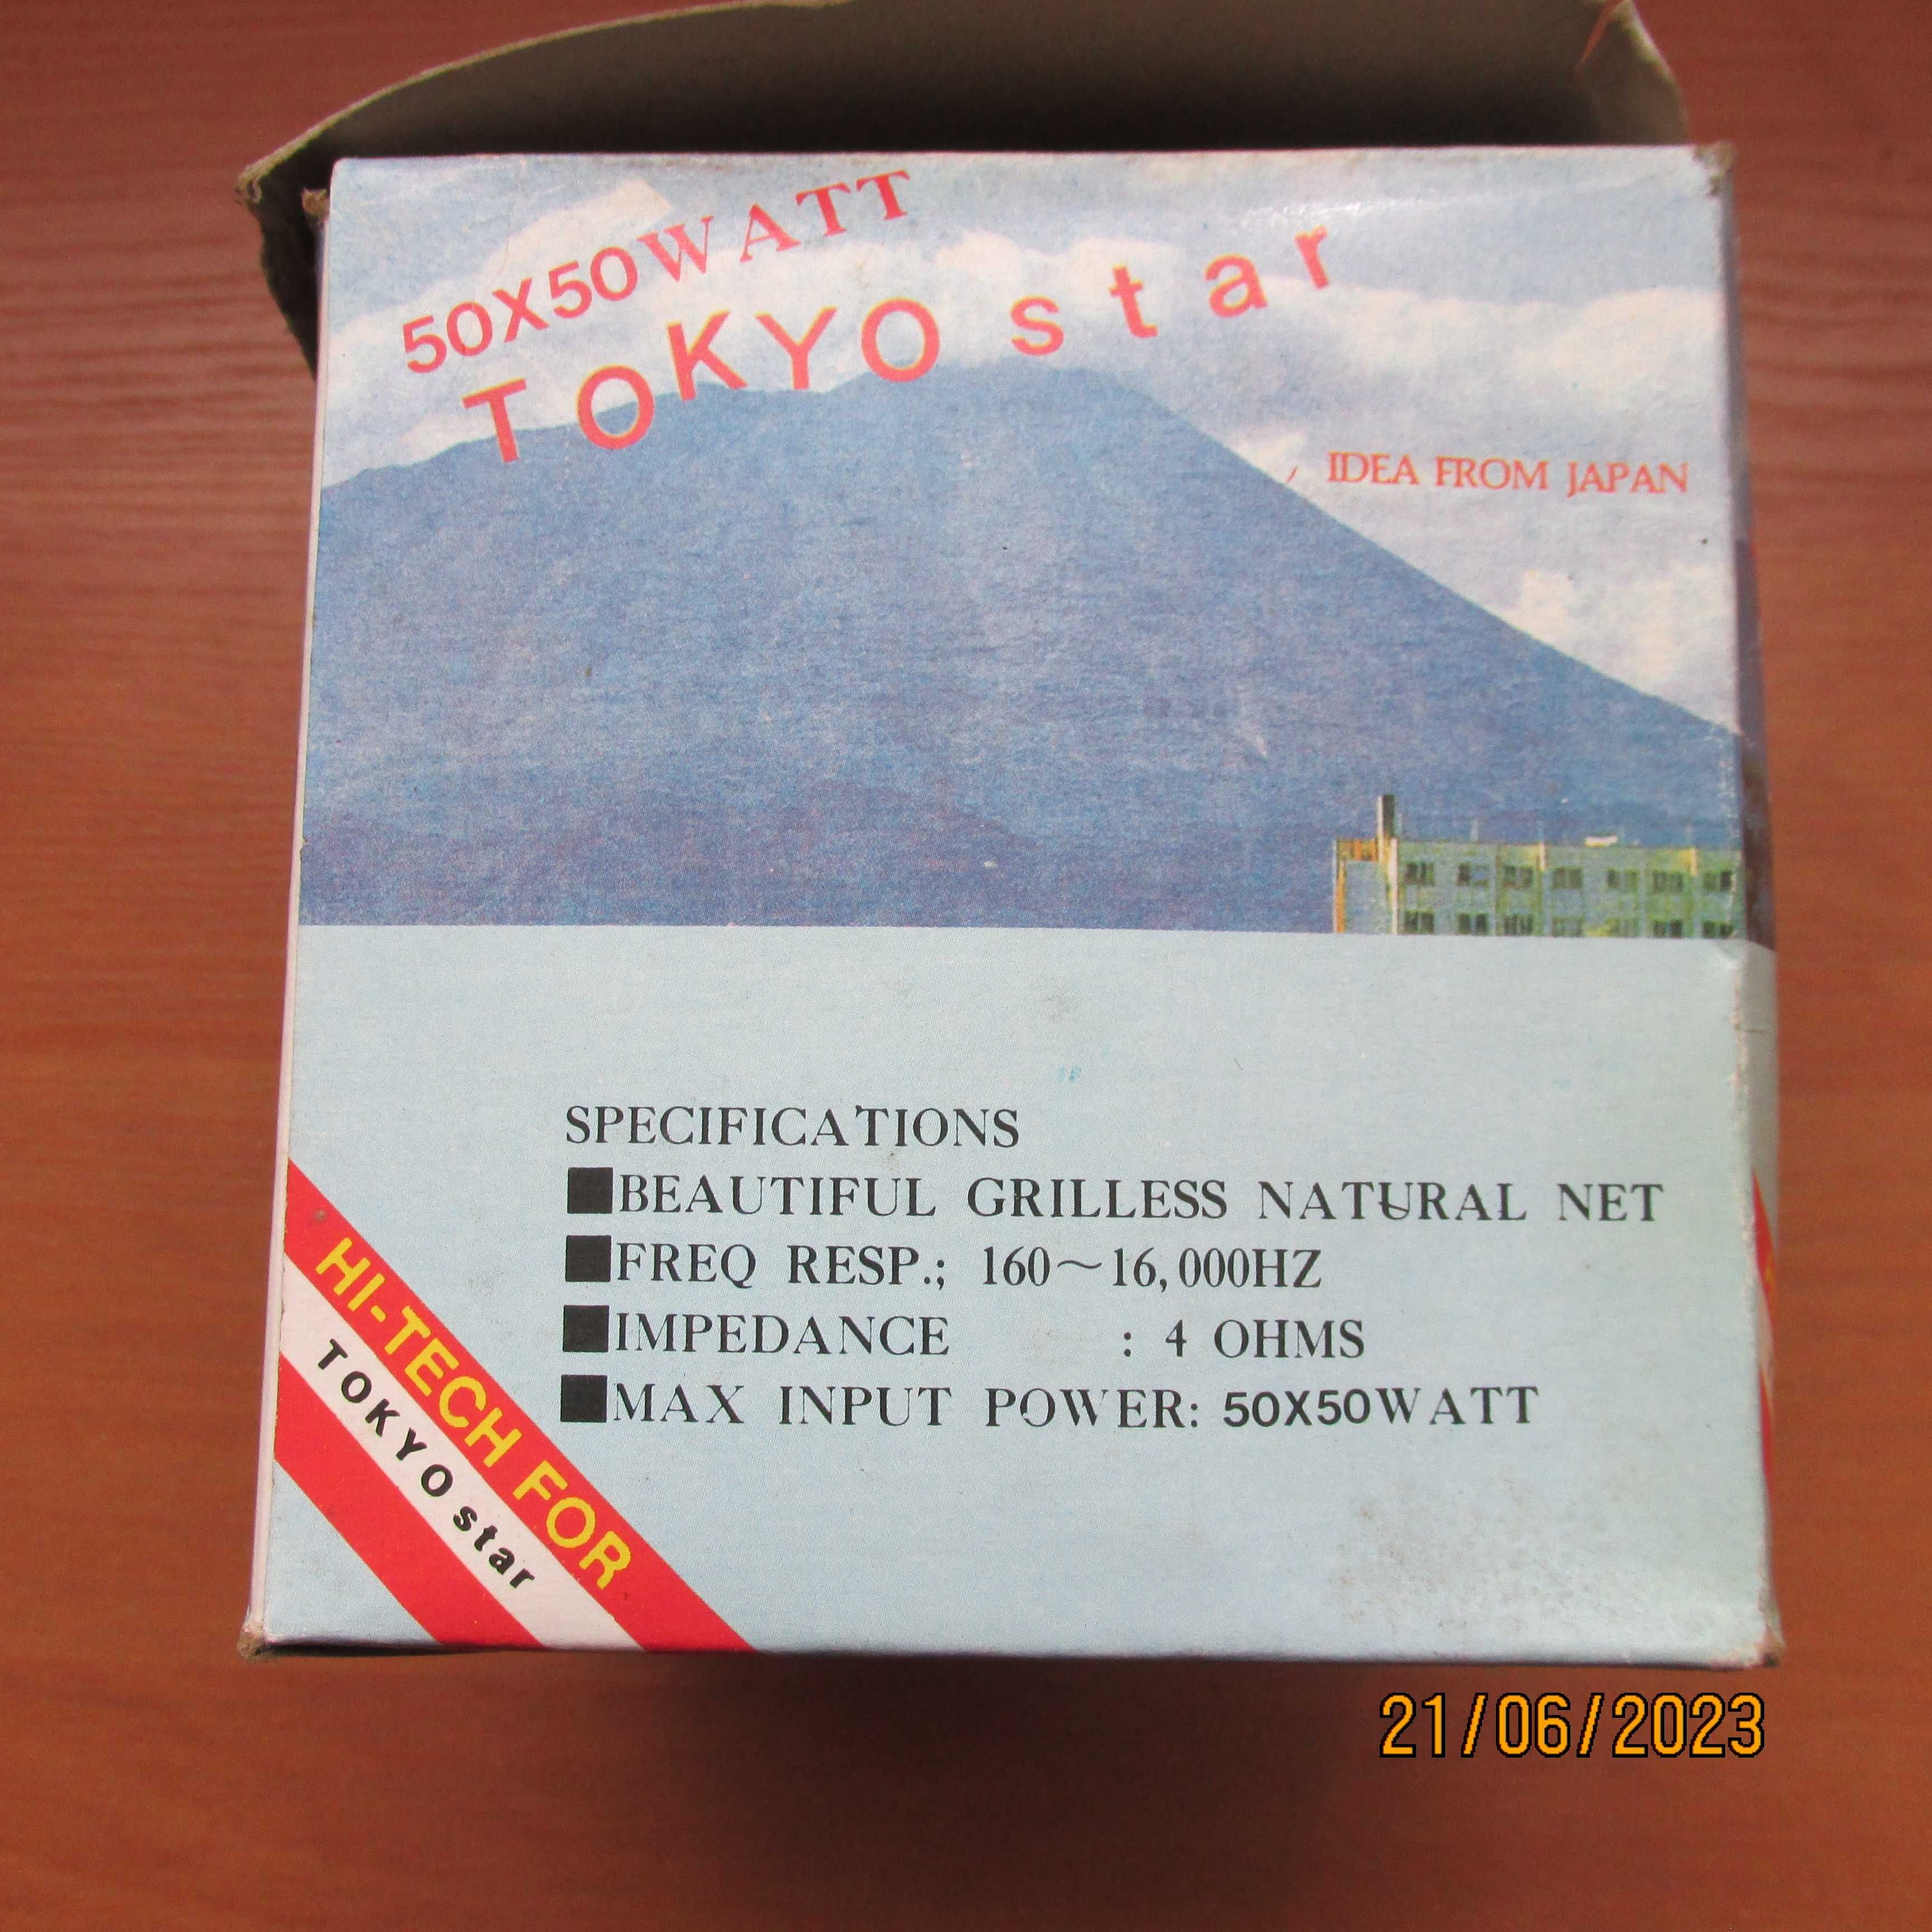 50X50WATT
TOKYO star
, IDEA FROM JAPAN
SPECIFICATIONS
■BEAUTIFUL GRILLESS NATURAL NET
■FREQ RESP.; 160~16,000HZ
■IMPEDANCE : 4 OHMS
■MAX INPUT POWER: 50X50WATT
HI-TECH FOR
TOKYO star
21/06/2023